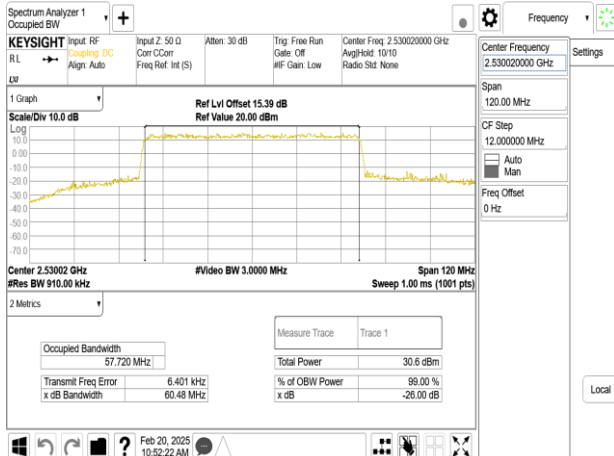 Spectrum Analyzer 1
Occupied BW
Frequency
KEYSIGHT
Input: RF
Coupling: DC
Align: Auto
Input Z: 50 Ω
Corr CCorr
Freq Ref: Int (S)
Atten: 30 dB
Trig: Free Run
Gate: Off
#IF Gain: Low
Center Freq: 2.530020000 GHz
Avg|Hold: 10/10
Radio Std: None
R L
LXI
Center Frequency
2.530020000 GHz
Settings
Span
120.00 MHz
CF Step
12.000000 MHz
Auto
Man
Freq Offset
0 Hz
Local
1 Graph
Scale/Div 10.0 dB
Ref Lvl Offset 15.39 dB
Ref Value 20.00 dBm
Log
10.0
0.00
-10.0
-20.0
-30.0
-40.0
-50.0
-60.0
-70.0
Center 2.53002 GHz
#Video BW 3.0000 MHz
Span 120 MHz
#Res BW 910.00 kHz
Sweep 1.00 ms (1001 pts)
2 Metrics
Measure Trace
Trace 1
Occupied Bandwidth
57.720 MHz
Total Power
30.6 dBm
Transmit Freq Error
6.401 kHz
% of OBW Power
99.00 %
x dB Bandwidth
60.48 MHz
x dB
-26.00 dB
?
Feb 20, 2025
10:52:22 AM